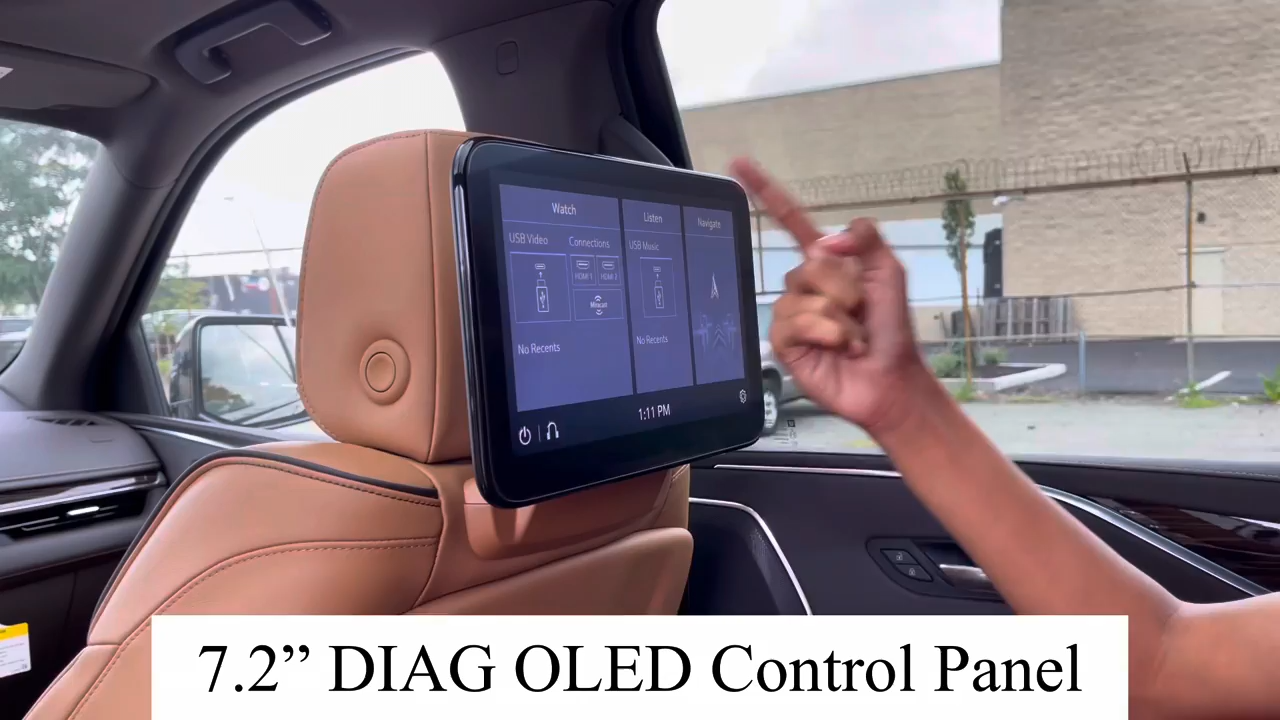 Watch
Listen
Navigate
USB Video
Connections
USB Music
HDMI 1
HDMI 2
Miracast
No Recents
No Recents
1:11 PM
7.2” DIAG OLED Control Panel